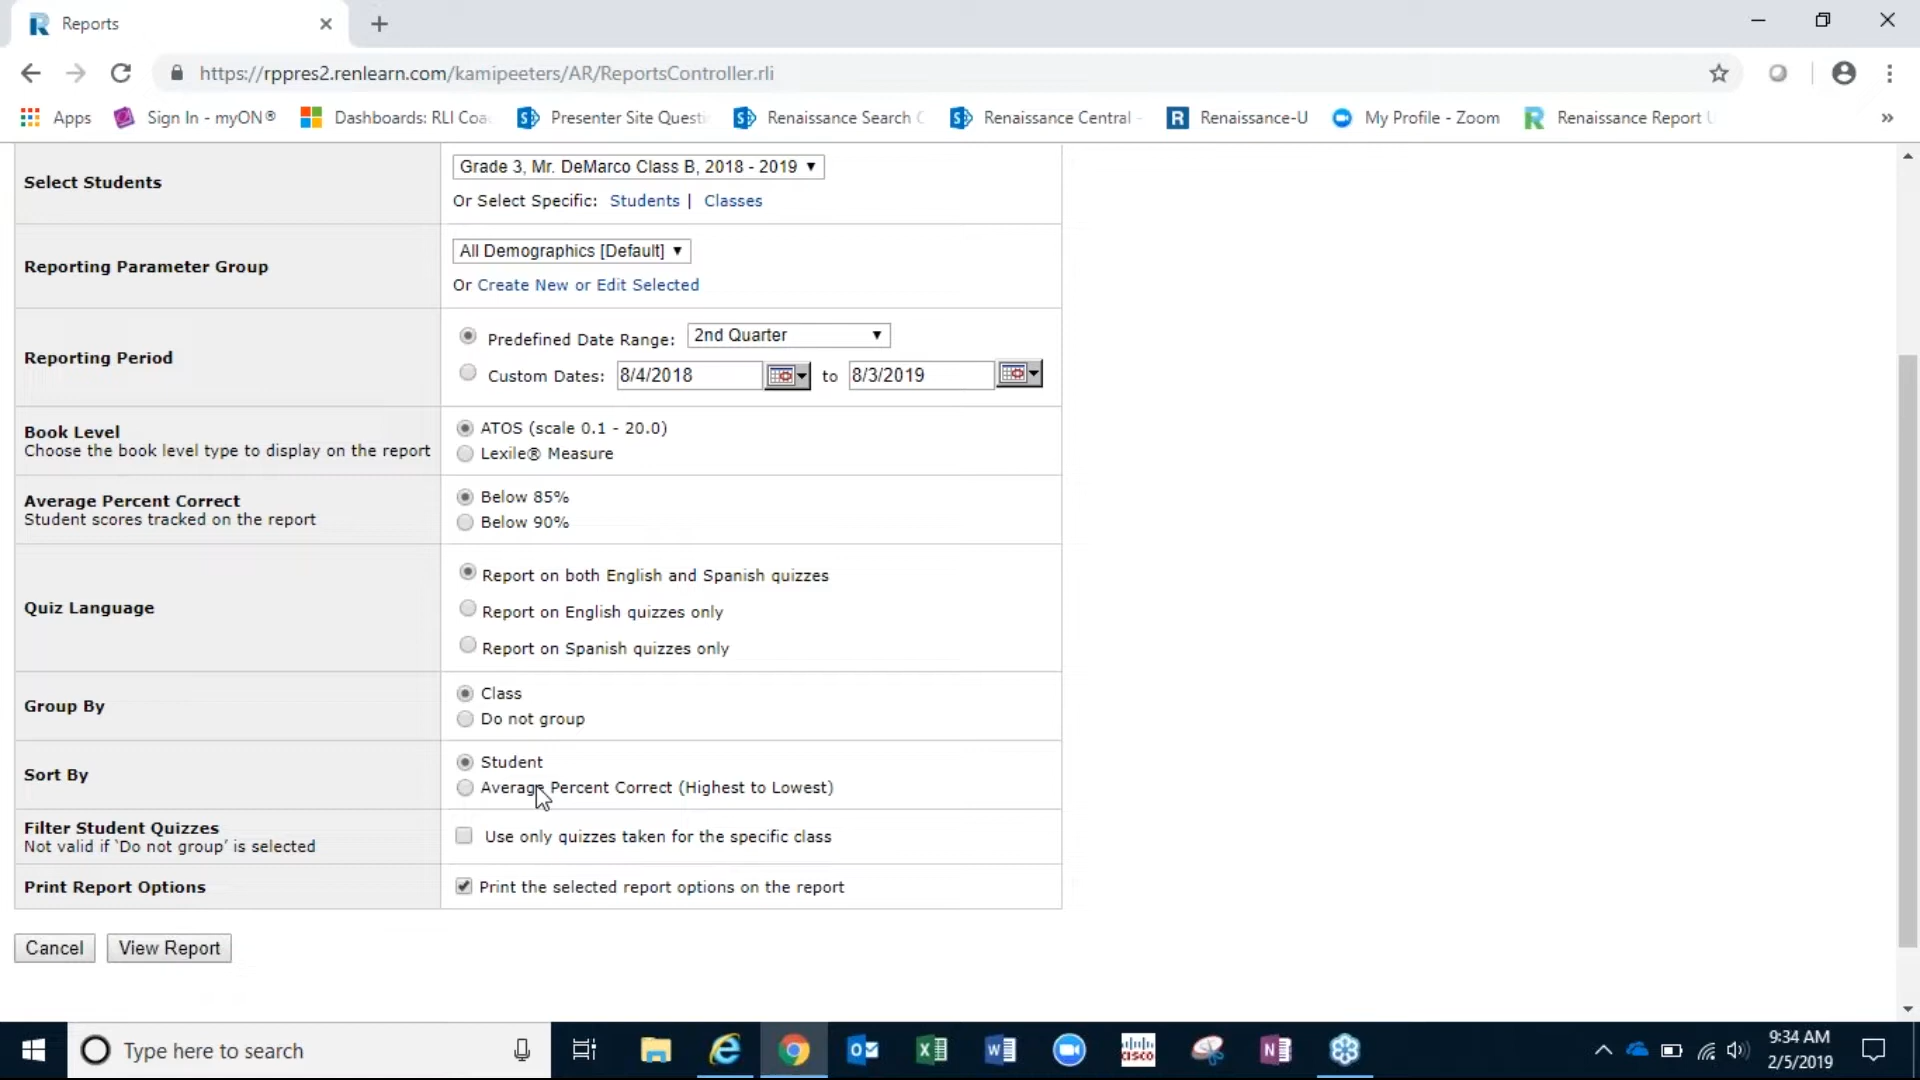 Reports
https://rppres2.renlearn.com/kamipeeters/AR/ReportsController.rli
Apps
Sign In - myON®
Dashboards: RLI Coa
Presenter Site Questi
Renaissance Search C
Renaissance Central -
Renaissance-U
My Profile - Zoom
Renaissance Report U
»
Select Students
Grade 3, Mr. DeMarco Class B, 2018 - 2019
Or Select Specific: Students | Classes
Reporting Parameter Group
All Demographics [Default]
Or Create New or Edit Selected
Reporting Period
Predefined Date Range: 2nd Quarter
Custom Dates: 8/4/2018 to 8/3/2019
Book Level
Choose the book level type to display on the report
ATOS (scale 0.1 - 20.0)
Lexile® Measure
Average Percent Correct
Student scores tracked on the report
Below 85%
Below 90%
Quiz Language
Report on both English and Spanish quizzes
Report on English quizzes only
Report on Spanish quizzes only
Group By
Class
Do not group
Sort By
Student
Average Percent Correct (Highest to Lowest)
Filter Student Quizzes
Not valid if 'Do not group' is selected
Use only quizzes taken for the specific class
Print Report Options
Print the selected report options on the report
Cancel
View Report
Type here to search
cisco
9:34 AM
2/5/2019